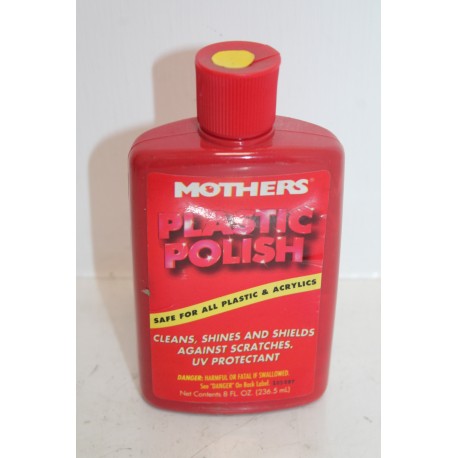 MOTHERS
PLASTIC
POLISH
SAFE FOR ALL PLASTIC & ACRYLICS
CLEANS, SHINES AND SHIELDS
AGAINST SCRATCHES.
UV PROTECTANT
DANGER: HARMFUL OR FATAL IF SWALLOWED.
See "DANGER" On Back Label.
Net Contents 8 FL. OZ. (236.5 mL)